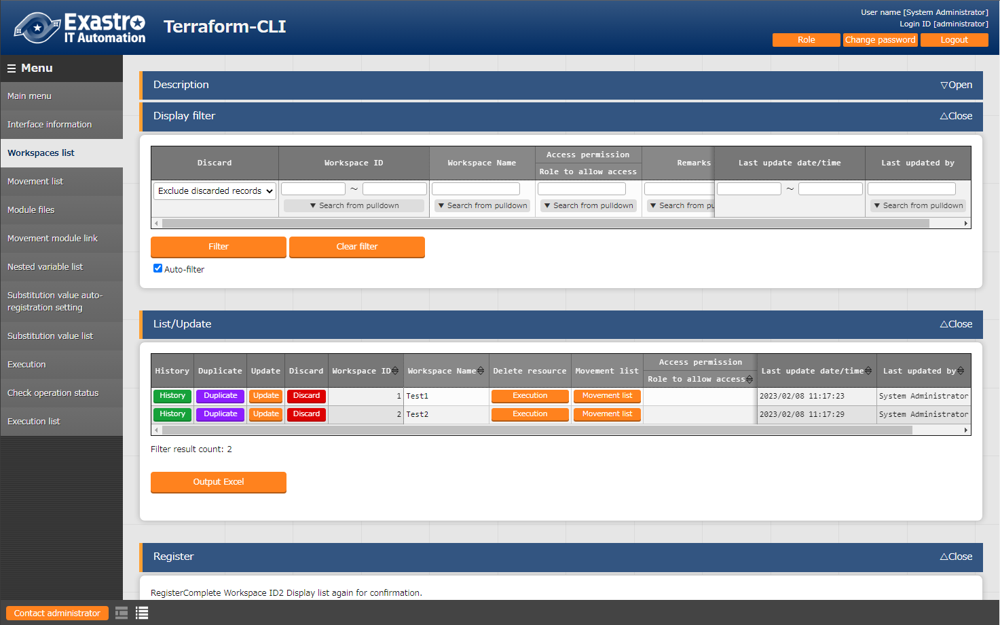 Exastro
IT Automation
Terraform-CLI
User name [System Administrator]
Login ID [administrator]
Role Change password Logout
Menu
Main menu
Interface information
Workspaces list
Movement list
Module files
Movement module link
Nested variable list
Substitution value auto-
registration setting
Substitution value list
Execution
Check operation status
Execution list
Description ▽Open
Display filter △Close
Discard Workspace ID Workspace Name Access permission Remarks Last update date/time Last updated by
Role to allow access
Exclude discarded records ~ ~
▼ Search from pulldown ▼ Search from pulldown ▼ Search from pulldown ▼ Search from pu ▼ Search from pulldown
Filter Clear filter
Auto-filter
List/Update △Close
History Duplicate Update Discard Workspace ID Workspace Name Delete resource Movement list Access permission Last update date/time Last updated by
Role to allow access
History Duplicate Update Discard 1 Test1 Execution Movement list 2023/02/08 11:17:23 System Administrator
History Duplicate Update Discard 2 Test2 Execution Movement list 2023/02/08 11:17:29 System Administrator
Filter result count: 2
Output Excel
Register △Close
RegisterComplete Workspace ID2 Display list again for confirmation.
Contact administrator